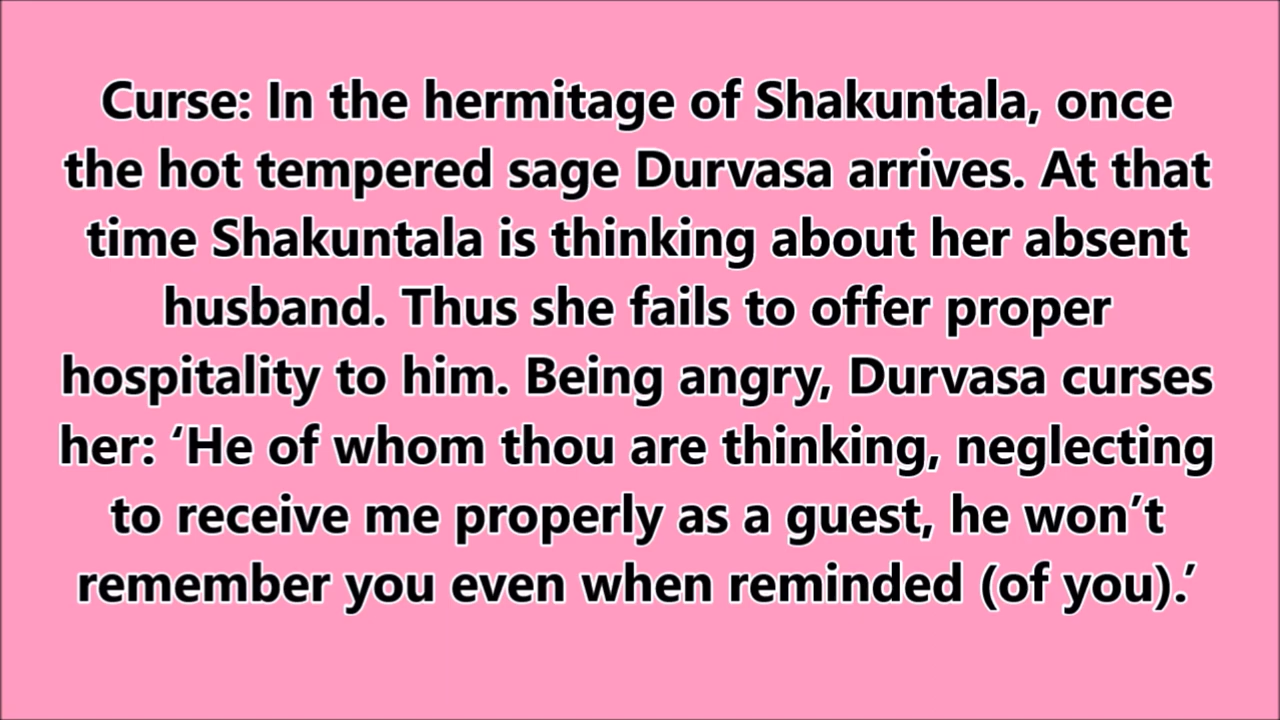 Curse: In the hermitage of Shakuntala, once
the hot tempered sage Durvasa arrives. At that
time Shakuntala is thinking about her absent
husband. Thus she fails to offer proper
hospitality to him. Being angry, Durvasa curses
her: ‘He of whom thou are thinking, neglecting
to receive me properly as a guest, he won’t
remember you even when reminded (of you).’